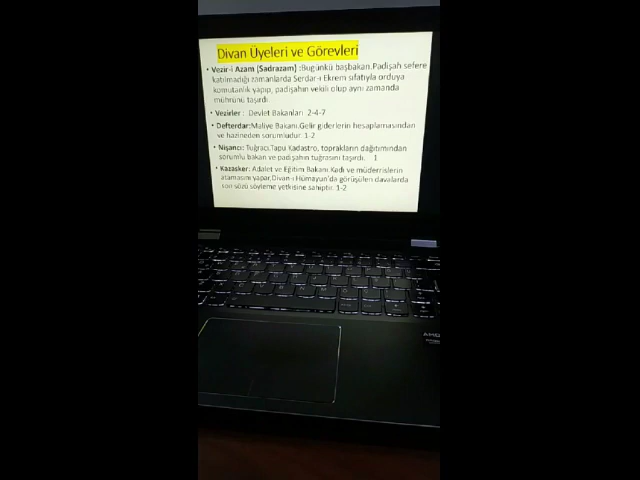 Divan Üyeleri ve Görevleri
• Vezir-i Azam (Sadrazam) :Bugünkü başbakan.Padişah sefere
katılmadığı zamanlarda Serdar-ı Ekrem sıfatıyla orduya
komutanlık yapıp, padişahın vekili olup aynı zamanda
mührünü taşırdı.
• Vezirler : Devlet Bakanları 2-4-7
• Defterdar:Maliye Bakanı.Gelir giderlerin hesaplamasından
ve hazineden sorumludur. 1-2
• Nişancı: Tuğracı.Tapu Kadastro, toprakların dağıtımından
sorumlu bakan ve padişahın tuğrasını taşırdı. 1
• Kazasker: Adalet ve Eğitim Bakanı.Kadı ve müderrislerin
atamasını yapar,Divan-ı Hümayun'da görüşülen davalarda
son sözü söyleme yetkisine sahiptir. 1-2
AMD